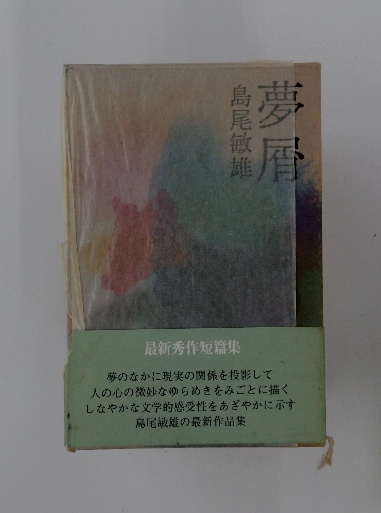 夢屑
島尾敏雄
最新秀作短篇集
夢のなかに現実の関係を投影して
人の心の微妙なゆらめきをみごとに描く
しなやかな文学的感受性をあざやかに示す
島尾敏雄の最新作品集